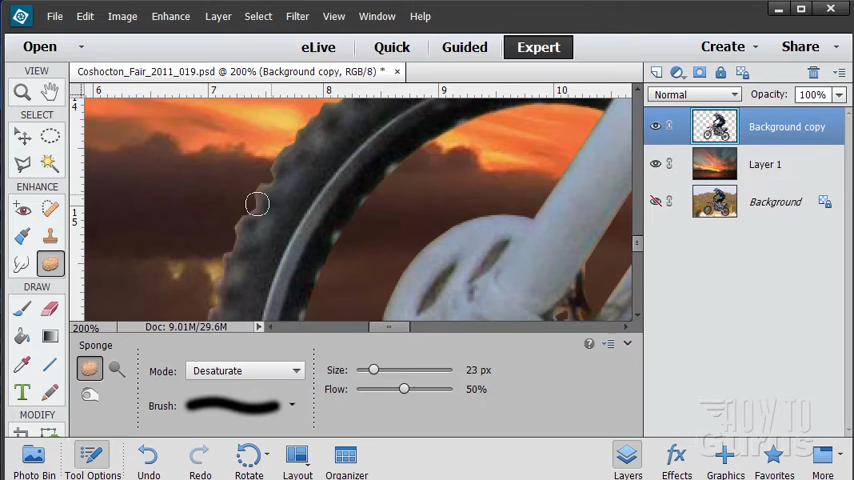 File Edit Image Enhance Layer Select Filter View Window Help
Open eLive Quick Guided Expert Create Share
VIEW
Coshocton_Fair_2011_019.psd @ 200% (Background copy, RGB/8) * ×
6 7 8 9 10
4
1
5
Normal Opacity: 100%
SELECT
Background copy
Layer 1
Background
ENHANCE
DRAW
T
MODIFY
200% Doc: 9.01M/29.6M
Sponge
Mode: Desaturate
Brush:
Size: 23 px
Flow: 50%
HOW TO
Gurus
Photo Bin Tool Options Undo Redo Rotate Layout Organizer Layers Effects Graphics Favorites More